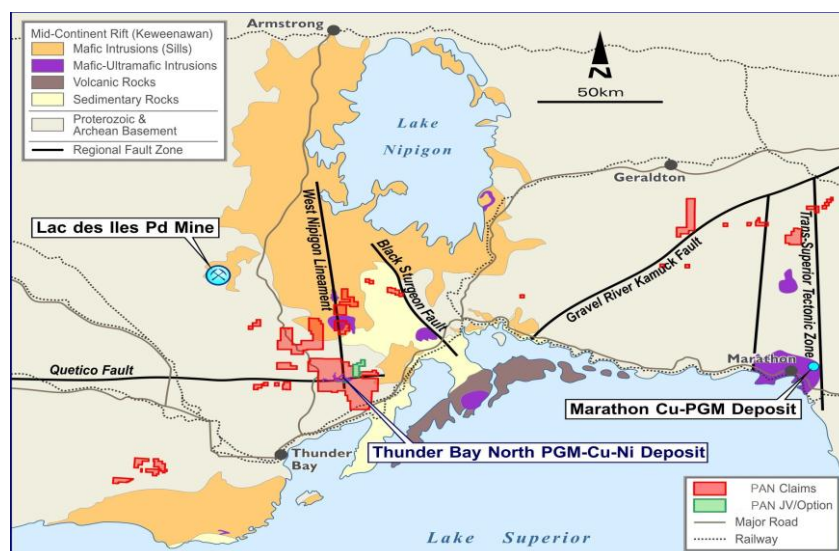 Mid-Continent Rift (Keweenawan)
Mafic Intrusions (Sills)
Mafic-Ultramafic Intrusions
Volcanic Rocks
Sedimentary Rocks
Proterozoic &
Archean Basement
Regional Fault Zone
Armstrong
N
50km
Lake
Nipigon
Geraldton
Lac des Iles Pd Mine
West Nipigon Lineament
Black Sturgeon Fault
Gravel River Kamuck Fault
Trans-Superior Tectonic Zone
Quetico Fault
Marathon
Marathon Cu-PGM Deposit
Thunder
Bay
Thunder Bay North PGM-Cu-Ni Deposit
Lake Superior
PAN Claims
PAN JV/Option
Major Road
Railway